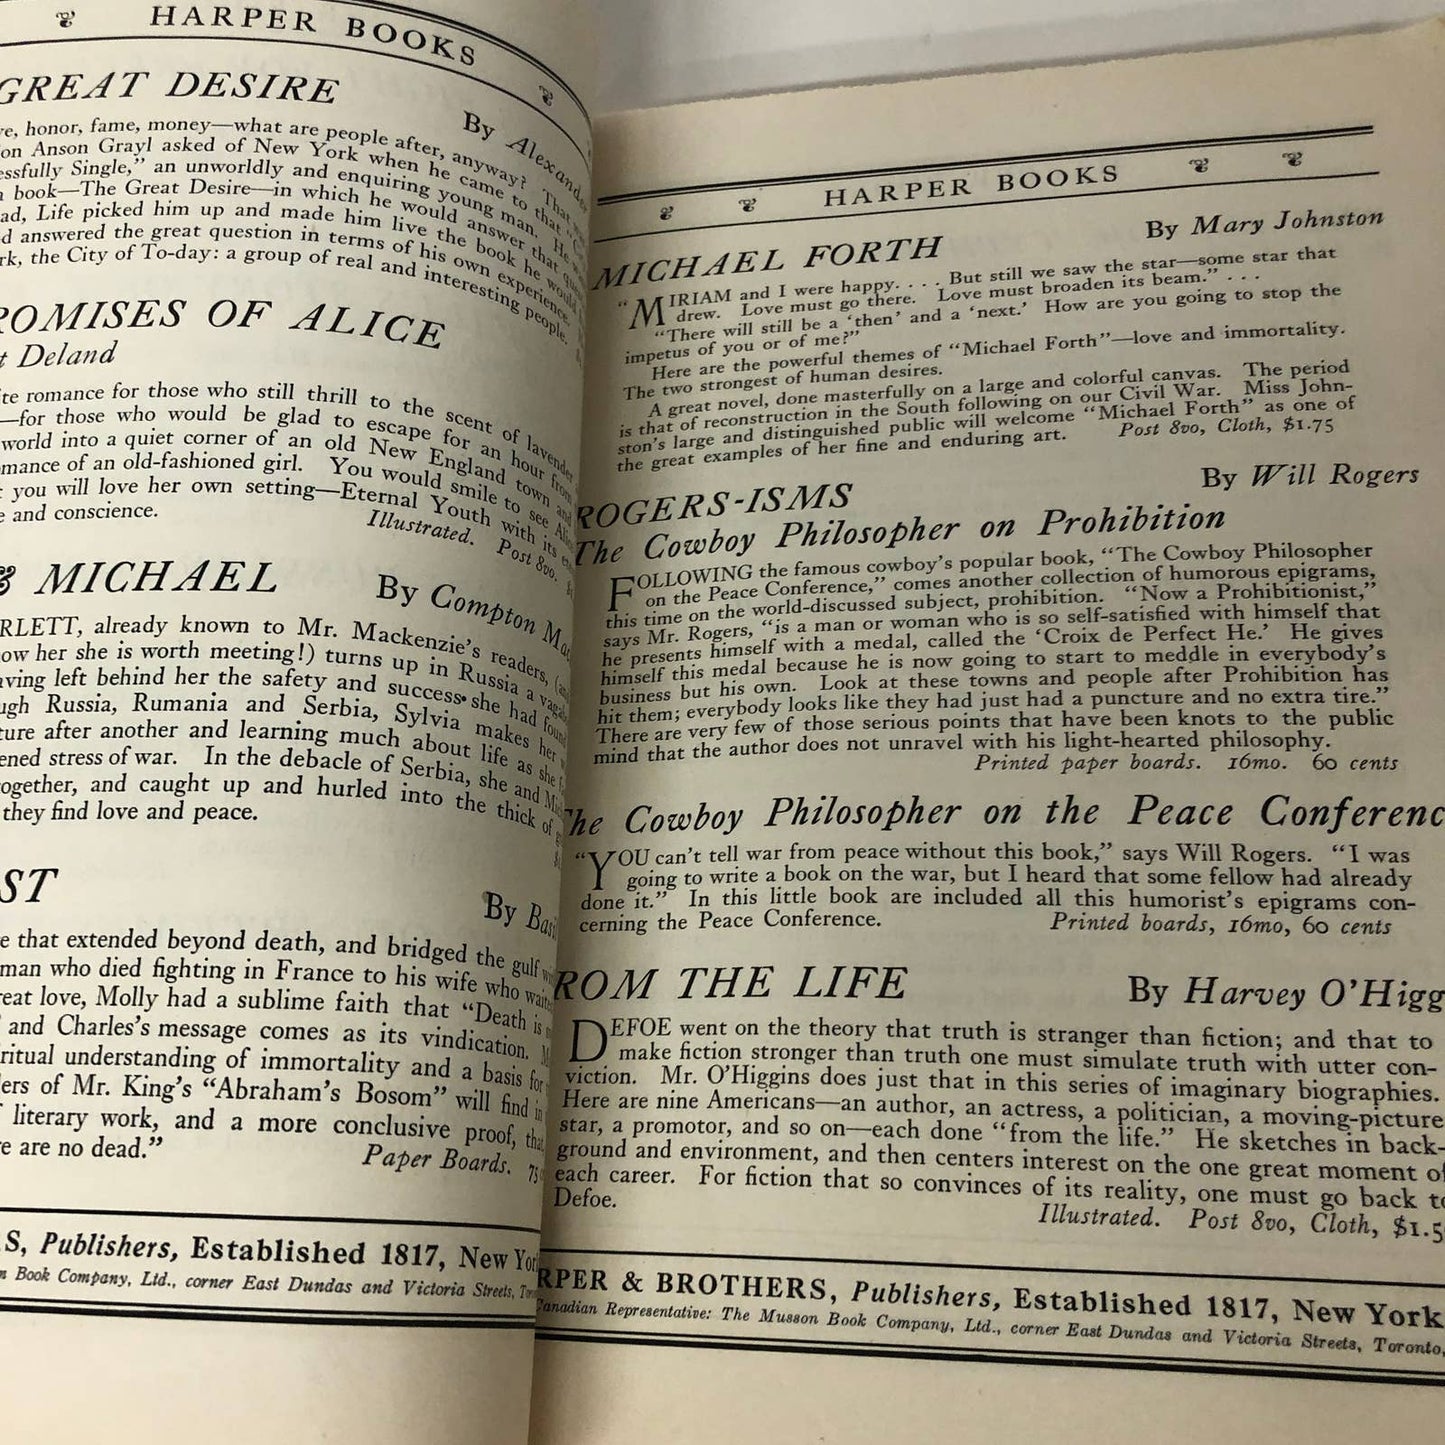 HARPER BOOKS
GREAT DESIRE
By Alexander
honor, fame, money—what are people after, anyway? That
on Anson Grayl asked of New York when he came to that
essfully Single," an unworldly and enquiring young man. He
book—The Great Desire—in which he would answer that
ad, Life picked him up and made him live the book he would
d answered the great question in terms of his own experience.
rk, the City of To-day: a group of real and interesting people.
ROMISES OF ALICE
t Deland
te romance for those who still thrill to the scent of lavender
—for those who would be glad to escape for an hour from
world into a quiet corner of an old New England town and
mance of an old-fashioned girl. You would smile to see Alice
you will love her own setting—Eternal Youth with its
e and conscience.
Illustrated. Post 8vo.
& MICHAEL
By Compton Mac
RLETT, already known to Mr. Mackenzie's readers, (and
ow her she is worth meeting!) turns up in Russia a vaga
aving left behind her the safety and success she had found
ugh Russia, Rumania and Serbia, Sylvia makes her
ture after another and learning much about life as she
ened stress of war. In the debacle of Serbia, she and Mic
together, and caught up and hurled into the thick of
they find love and peace.
ST
By Basil
e that extended beyond death, and bridged the gulf
man who died fighting in France to his wife who waited
reat love, Molly had a sublime faith that "Death is
and Charles's message comes as its vindication.
iritual understanding of immortality and a basis for
ders of Mr. King's "Abraham's Bosom" will find in
f literary work, and a more conclusive proof, that
re are no dead."
Paper Boards. 75
S, Publishers, Established 1817, New York
n Book Company, Ltd., corner East Dundas and Victoria Streets,
HARPER BOOKS
MICHAEL FORTH
By Mary Johnston
"MIRIAM and I were happy. . . . But still we saw the star—some star that
drew. Love must go there. Love must broaden its beam." . . .
"There will still be a 'then' and a 'next.' How are you going to stop the
impetus of you or of me?"
Here are the powerful themes of "Michael Forth"—love and immortality.
The two strongest of human desires.
A great novel, done masterfully on a large and colorful canvas. The period
is that of reconstruction in the South following on our Civil War. Miss John-
ston's large and distinguished public will welcome "Michael Forth" as one of
the great examples of her fine and enduring art. Post 8vo, Cloth, $1.75
ROGERS-ISMS
By Will Rogers
The Cowboy Philosopher on Prohibition
FOLLOWING the famous cowboy's popular book, "The Cowboy Philosopher
on the Peace Conference," comes another collection of humorous epigrams,
this time on the world-discussed subject, prohibition. "Now a Prohibitionist,"
says Mr. Rogers, "is a man or woman who is so self-satisfied with himself that
he presents himself with a medal, called the 'Croix de Perfect He.' He gives
himself this medal because he is now going to start to meddle in everybody's
business but his own. Look at these towns and people after Prohibition has
hit them; everybody looks like they had just had a puncture and no extra tire."
There are very few of those serious points that have been knots to the public
mind that the author does not unravel with his light-hearted philosophy.
Printed paper boards. 16mo. 60 cents
The Cowboy Philosopher on the Peace Conferenc
"YOU can't tell war from peace without this book," says Will Rogers. "I was
going to write a book on the war, but I heard that some fellow had already
done it." In this little book are included all this humorist's epigrams con-
cerning the Peace Conference. Printed boards, 16mo, 60 cents
ROM THE LIFE
By Harvey O'Higg
DEFOE went on the theory that truth is stranger than fiction; and that to
make fiction stronger than truth one must simulate truth with utter con-
viction. Mr. O'Higgins does just that in this series of imaginary biographies.
Here are nine Americans—an author, an actress, a politician, a moving-picture
star, a promotor, and so on—each done "from the life." He sketches in back-
ground and environment, and then centers interest on the one great moment of
each career. For fiction that so convinces of its reality, one must go back to
Defoe.
Illustrated. Post 8vo, Cloth, $1.5
RPER & BROTHERS, Publishers, Established 1817, New York
Canadian Representative: The Musson Book Company, Ltd., corner East Dundas and Victoria Streets, Toronto,